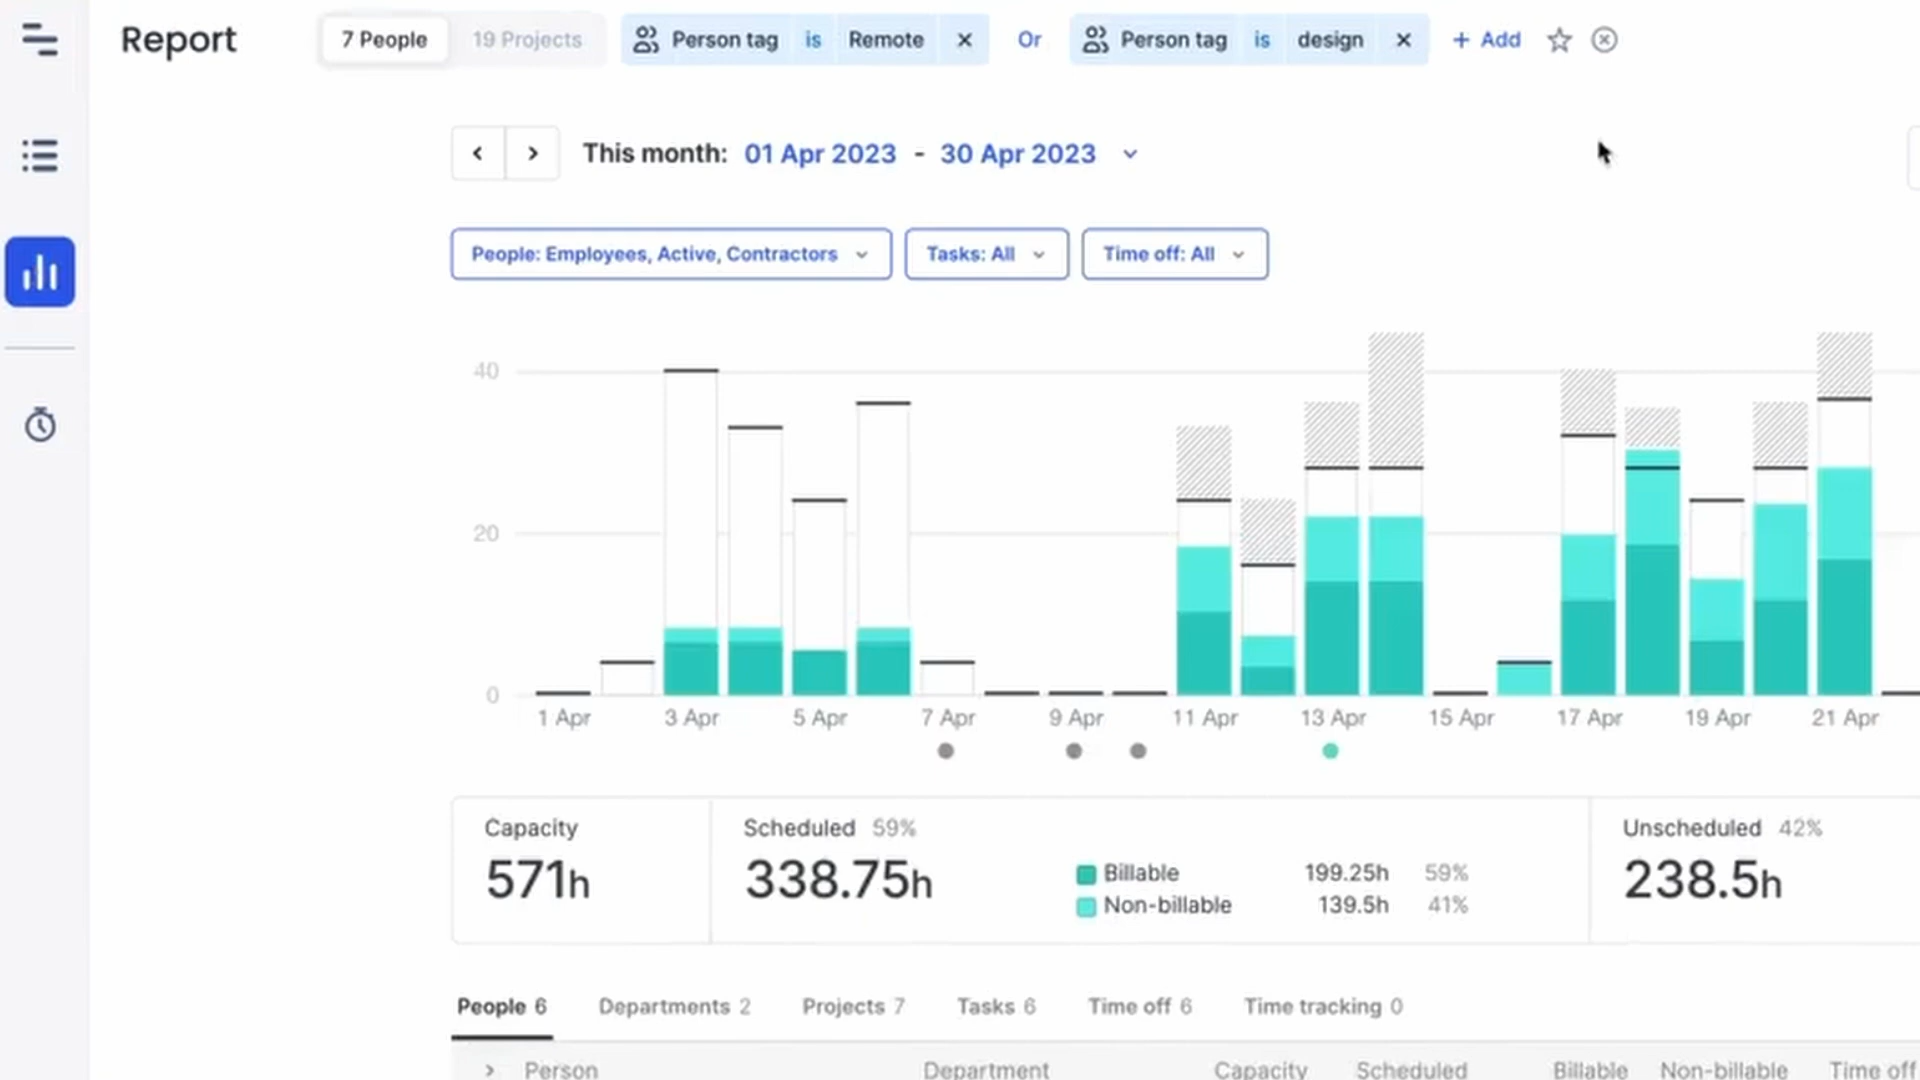 Report
7 People 19 Projects Person tag is Remote Or Person tag is design + Add
This month: 01 Apr 2023 - 30 Apr 2023
People: Employees, Active, Contractors Tasks: All Time off: All
40
20
0
1 Apr 3 Apr 5 Apr 7 Apr 9 Apr 11 Apr 13 Apr 15 Apr 17 Apr 19 Apr 21 Apr
Capacity Scheduled 59% Unscheduled 42%
571h 338.75h 238.5h
Billable 199.25h 59%
Non-billable 139.5h 41%
People 6 Departments 2 Projects 7 Tasks 6 Time off 6 Time tracking 0
Person Department Capacity Scheduled Billable Non-billable Time off